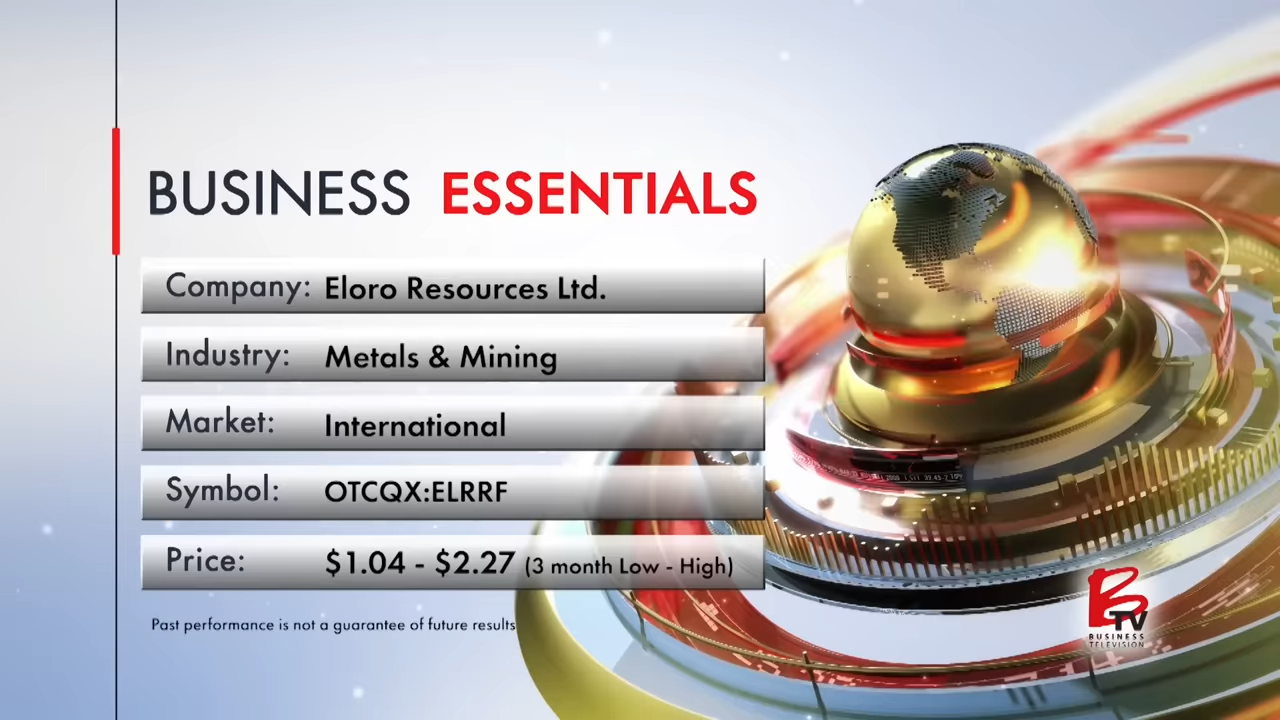 BUSINESS ESSENTIALS
Company: Eloro Resources Ltd.
Industry: Metals & Mining
Market: International
Symbol: OTCQX:ELRRF
Price: $1.04 - $2.27 (3 month Low - High)
Past performance is not a guarantee of future results
BTV
BUSINESS
TELEVISION